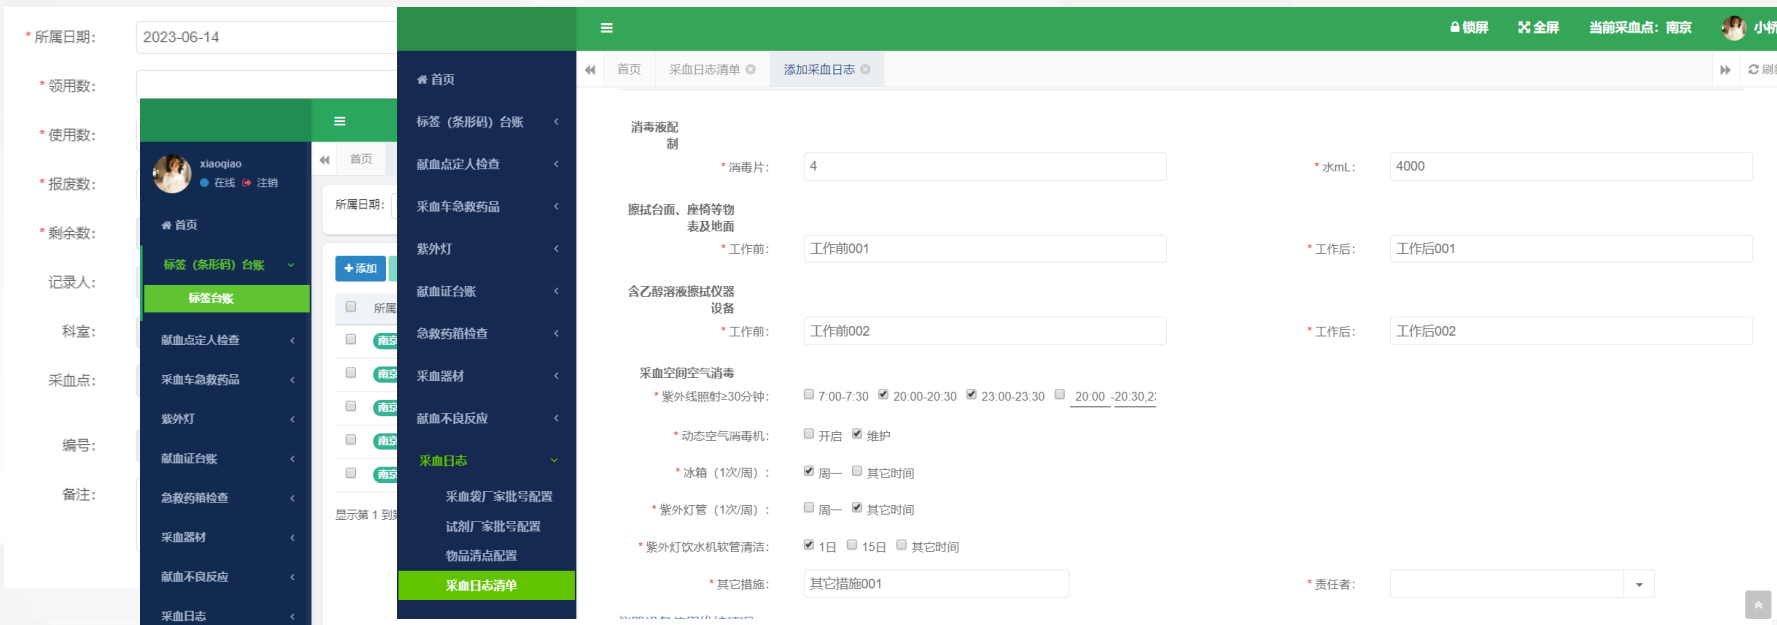 *所属日期：
2023-06-14
*领用数：
*使用数：
*报废数：
*剩余数：
记录人：
科室：
采血点：
编号：
备注：
xiaoqiao
在线 注销
首页
标签（条形码）台账
标签台账
献血点定人检查
采血车急救药品
紫外灯
献血证台账
急救药箱检查
采血器材
献血不良反应
采血日志
首页
所属日期：
添加
所属
南京
南京
南京
南京
南京
显示第 1 到第
首页
标签（条形码）台账
献血点定人检查
采血车急救药品
紫外灯
献血证台账
急救药箱检查
采血器材
献血不良反应
采血日志
采血袋厂家批号配置
试剂厂家批号配置
物品清点配置
采血日志清单
锁屏 全屏 当前采血点：南京 小桥
首页 采血日志清单 添加采血日志 刷新
消毒液配
制
*消毒片： 4 *水mL： 4000
擦拭台面、座椅等物
表及地面
*工作前： 工作前001 *工作后： 工作后001
含乙醇溶液擦拭仪器
设备
*工作前： 工作前002 *工作后： 工作后002
采血空间空气消毒
*紫外线照射≥30分钟： 7:00-7:30 20:00-20:30 23:00-23:30 20:00 -20:30,2
*动态空气消毒机： 开启 维护
*冰箱（1次/周）： 周一 其它时间
*紫外灯管（1次/周）： 周一 其它时间
*紫外灯饮水机软管清洁： 1日 15日 其它时间
*其它措施： 其它措施001 *责任者：